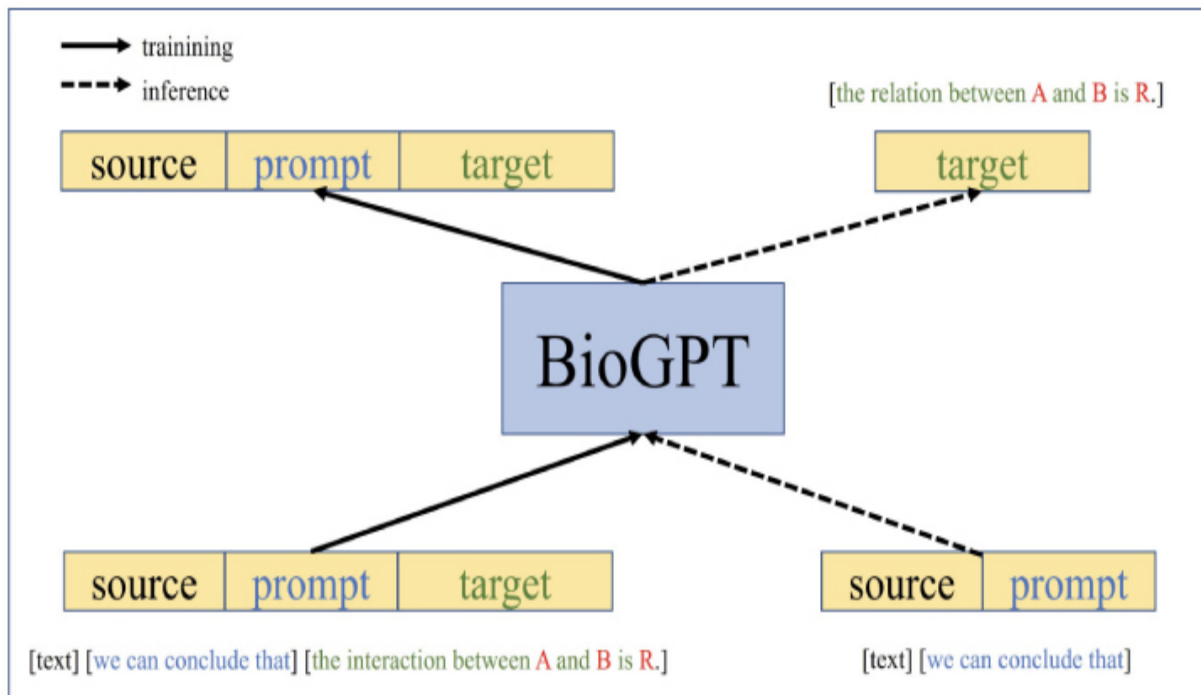 trainining
inference
[the relation between A and B is R.]
source prompt target
target
BioGPT
source prompt target
source prompt
[text] [we can conclude that] [the interaction between A and B is R.]
[text] [we can conclude that]